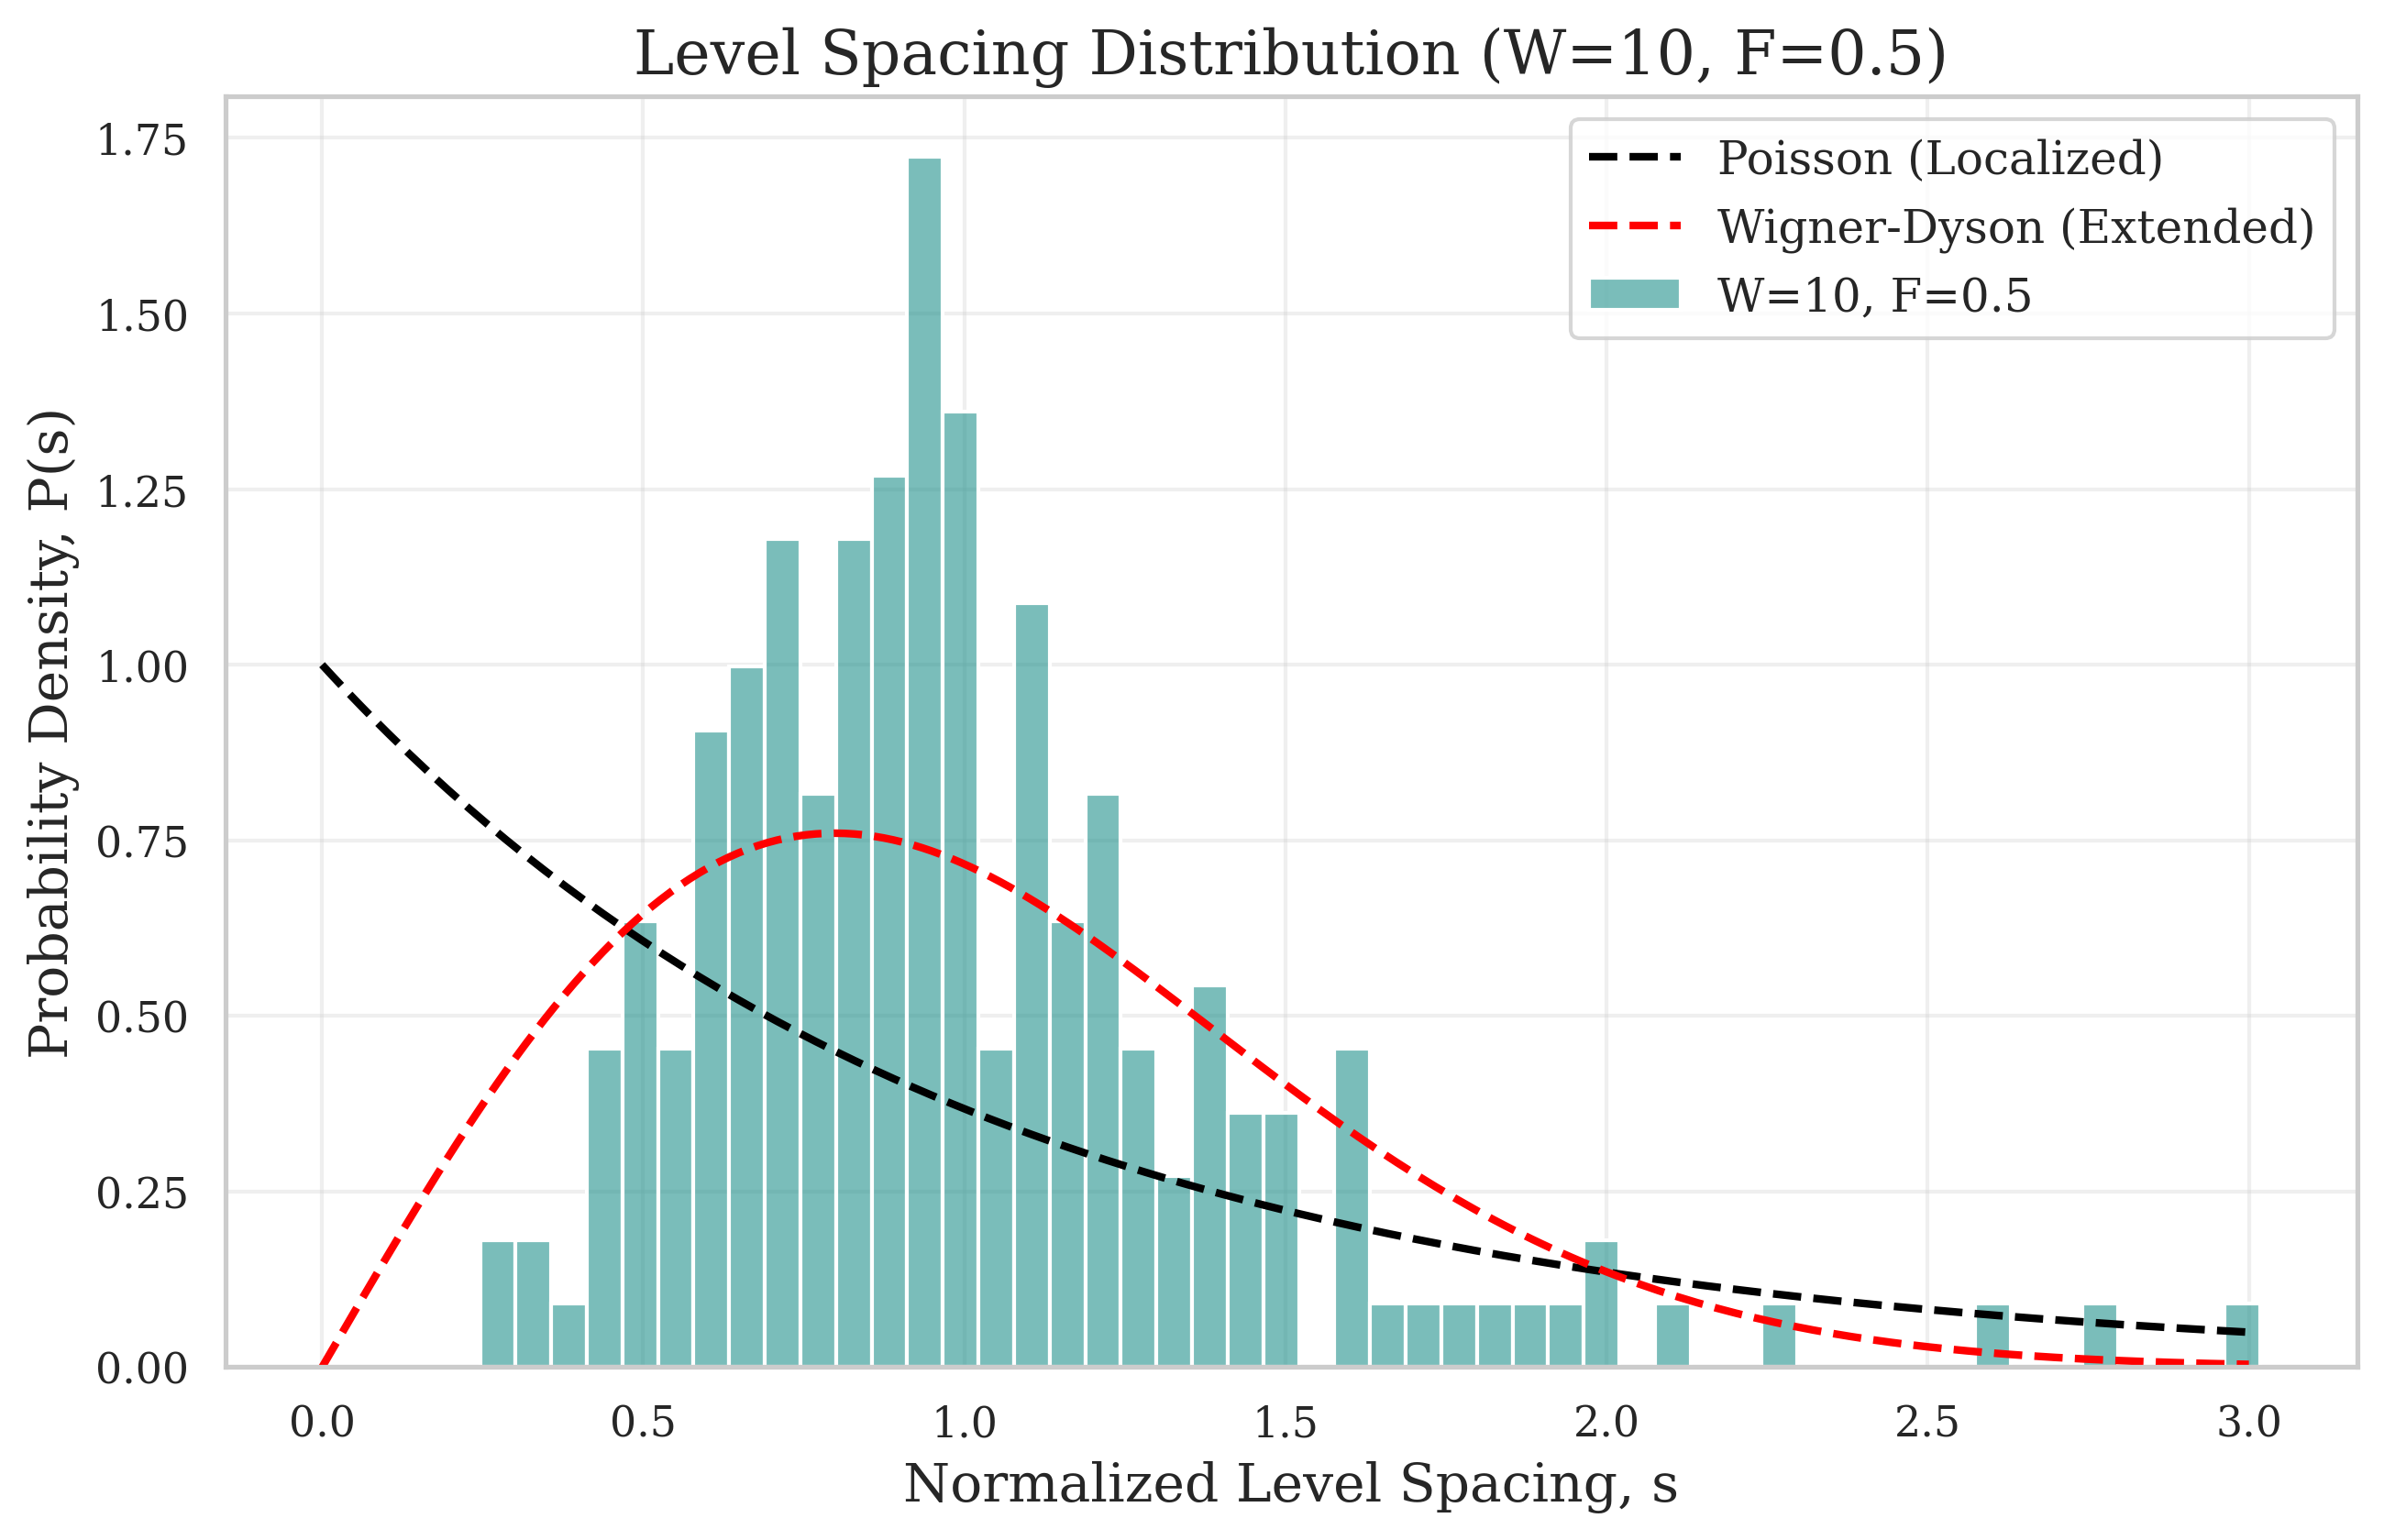 Level Spacing Distribution (W=10, F=0.5)
Poisson (Localized)
Wigner-Dyson (Extended)
W=10, F=0.5
Probability Density, P(s)
1.75
1.50
1.25
1.00
0.75
0.50
0.25
0.00
0.0 0.5 1.0 1.5 2.0 2.5 3.0
Normalized Level Spacing, s